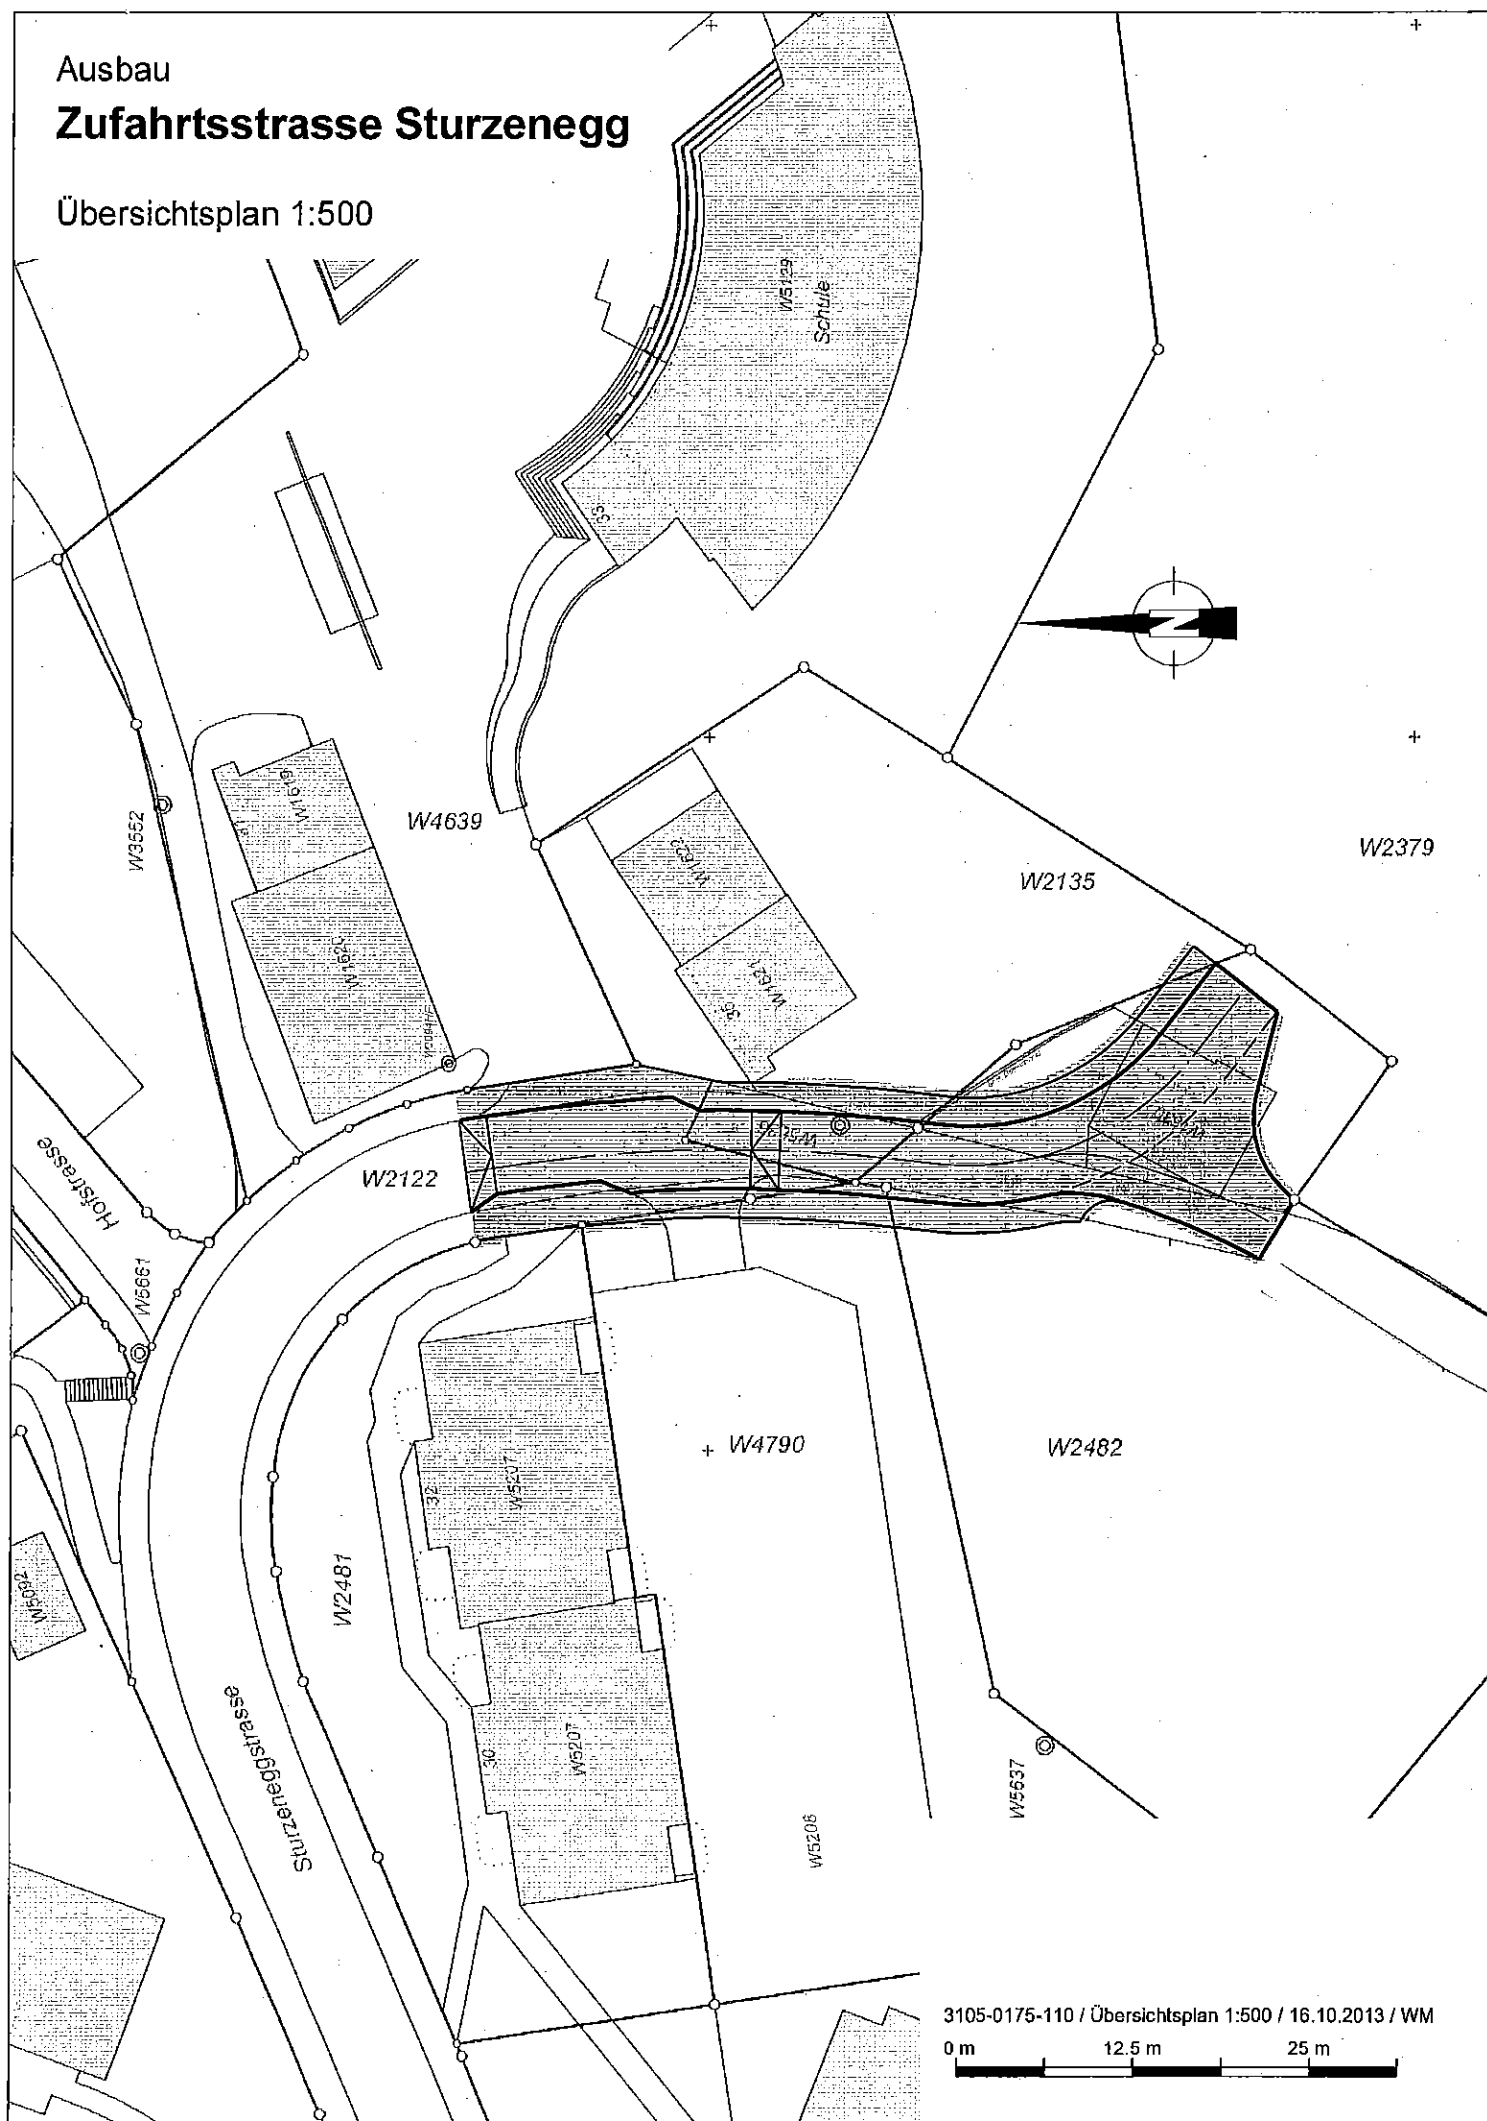 Ausbau
Zufahrtsstrasse Sturzenegg
Übersichtsplan 1:500
W5129
Schule
33
N
W1619
W3552
W4639
W1622
W2135
W2379
W1620
W1621
35
Hofstrasse
W2122
W5661
W4790
W2482
W5207
32
W5092
W2481
Sturzeneggstrasse
30
W5207
W5637
W5208
3105-0175-110 / Übersichtsplan 1:500 / 16.10.2013 / WM
0 m 12.5 m 25 m